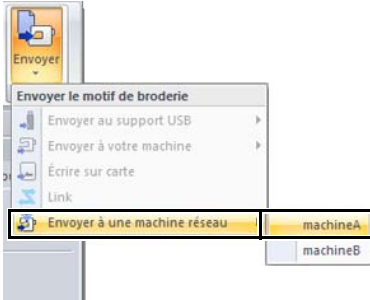 Envoyer
Envoyer le motif de broderie
Envoyer au support USB
Envoyer à votre machine
Écrire sur carte
Link
Envoyer à une machine réseau
machineA
machineB